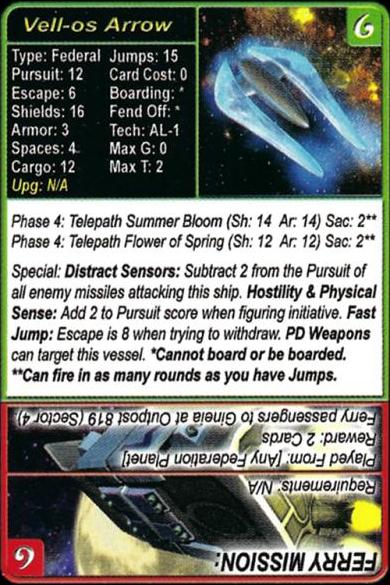 Vell-os Arrow
6
Type: Federal Jumps: 15
Pursuit: 12 Card Cost: 0
Escape: 6 Boarding: *
Shields: 16 Fend Off: *
Armor: 3 Tech: AL-1
Spaces: 4 Max G: 0
Cargo: 12 Max T: 2
Upg: N/A
Phase 4: Telepath Summer Bloom (Sh: 14 Ar: 14) Sac: 2**
Phase 4: Telepath Flower of Spring (Sh: 12 Ar: 12) Sac: 2**
Special: Distract Sensors: Subtract 2 from the Pursuit of
all enemy missiles attacking this ship. Hostility & Physical
Sense: Add 2 to Pursuit score when figuring initiative. Fast
Jump: Escape is 8 when trying to withdraw. PD Weapons
can target this vessel. *Cannot board or be boarded.
**Can fire in as many rounds as you have Jumps.
FERRY MISSION:
6
Requirements: N/A
Played From: [Any Federation Planet]
Reward: 2 Cards
Ferry passengers to Gineia at Outpost 819 (Sector 4)